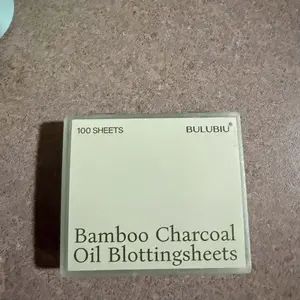 100 SHEETS BULUBIU®
Bamboo Charcoal
Oil Blottingsheets